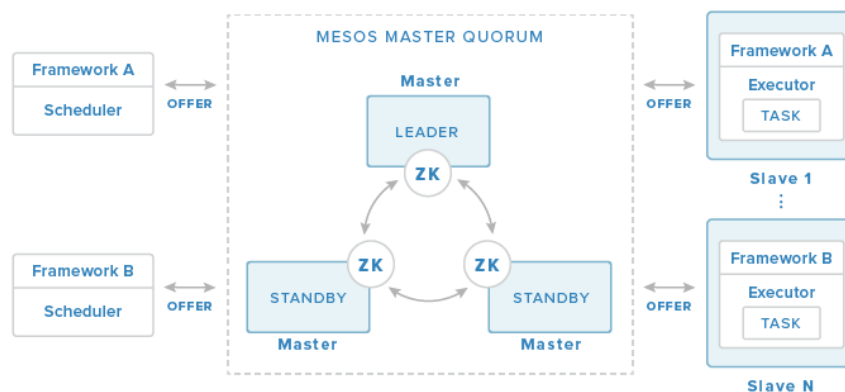 MESOS MASTER QUORUM
Framework A
Scheduler
OFFER
Master
LEADER
ZK
ZK
ZK
STANDBY
STANDBY
Master
Master
Framework B
Scheduler
OFFER
OFFER
Framework A
Executor
TASK
Slave 1
OFFER
Framework B
Executor
TASK
Slave N